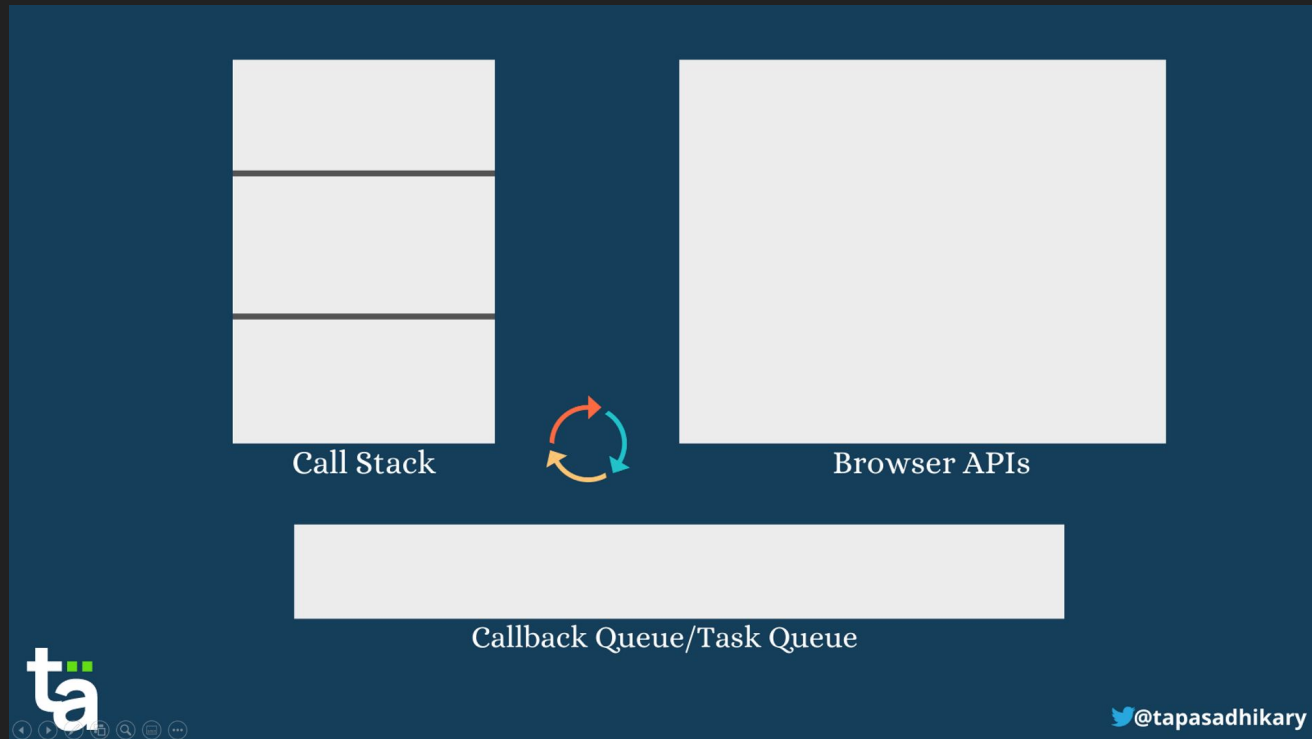 Call Stack
Browser APIs
Callback Queue/Task Queue
tä
@tapasadhikary